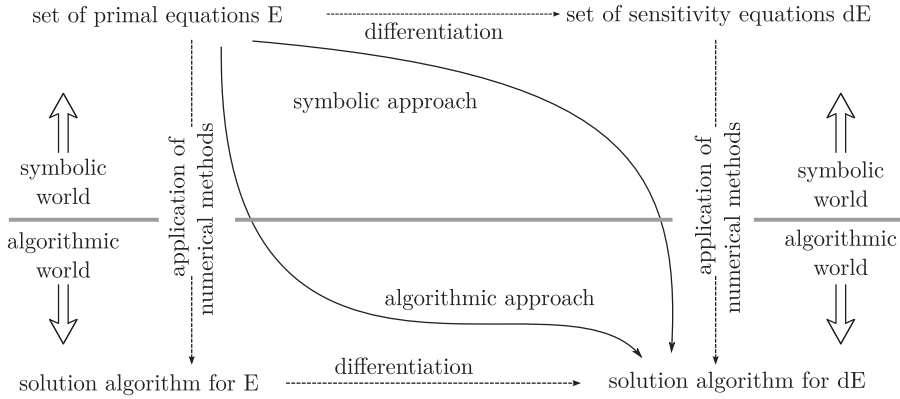 set of primal equations E
set of sensitivity equations dE
differentiation
symbolic approach
symbolic
world
application of
numerical methods
application of
numerical methods
symbolic
world
algorithmic
world
algorithmic
world
algorithmic approach
differentiation
solution algorithm for E
solution algorithm for dE